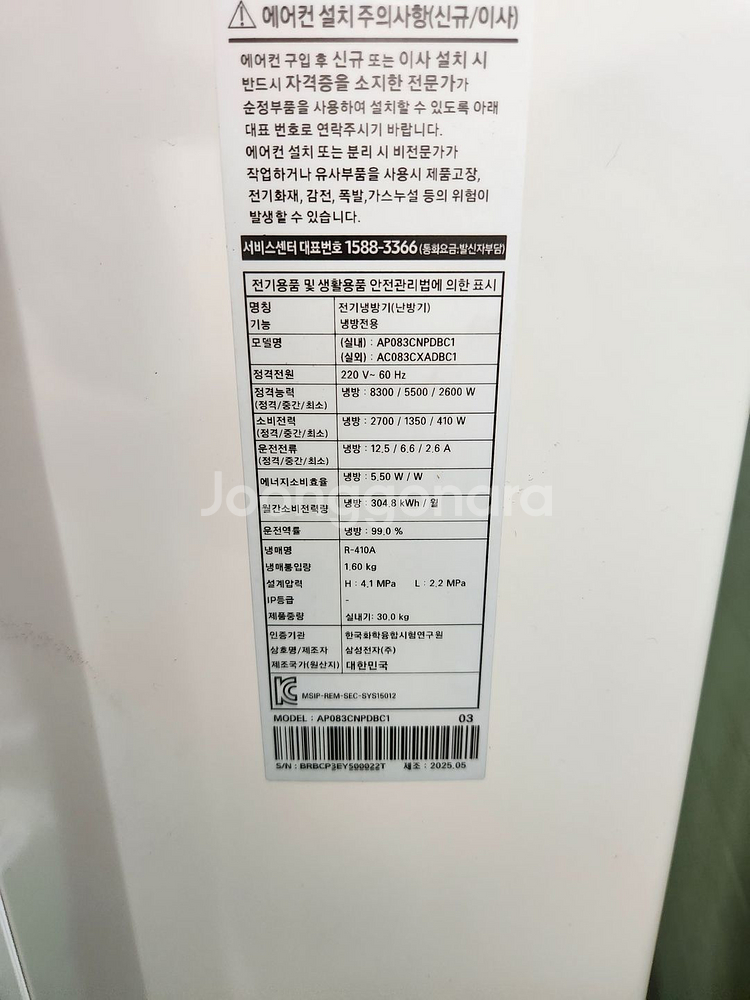 ⚠ 에어컨 설치 주의사항(신규/이사)
에어컨 구입 후 신규 또는 이사 설치 시
반드시 자격증을 소지한 전문가가
순정부품을 사용하여 설치할 수 있도록 아래
대표 번호로 연락주시기 바랍니다.
에어컨 설치 또는 분리 시 비전문가가
작업하거나 유사부품을 사용시 제품고장,
전기화재, 감전, 폭발,가스누설 등의 위험이
발생할 수 있습니다.
서비스센터 대표번호 1588-3366 (통화요금:발신자부담)
전기용품 및 생활용품 안전관리법에 의한 표시
명칭 전기냉방기(난방기)
기능 냉방전용
모델명 (실내) : AP083CNPDBC1
(실외) : AC083CXADBC1
정격전원 220 V~ 60 Hz
정격능력 냉방 : 8300 / 5500 / 2600 W
(정격/중간/최소)
소비전력 냉방 : 2700 / 1350 / 410 W
(정격/중간/최소)
운전전류 냉방 : 12.5 / 6.6 / 2.6 A
(정격/중간/최소)
에너지소비효율 냉방 : 5.50 W / W
월간소비전력량 냉방 : 304.8 kWh / 월
운전역률 냉방 : 99.0 %
냉매명 R-410A
냉매봉입량 1.60 kg
설계압력 H : 4.1 MPa L : 2.2 MPa
IP등급 -
제품중량 실내기: 30.0 kg
인증기관 한국화학융합시험연구원
상호명/제조자 삼성전자(주)
제조국가(원산지) 대한민국
MSIP-REM-SEC-SYS15012
MODEL : AP083CNPDBC1 03
S/N : BRBCP3EY500022T 제조 : 2025.05
Joonggonara